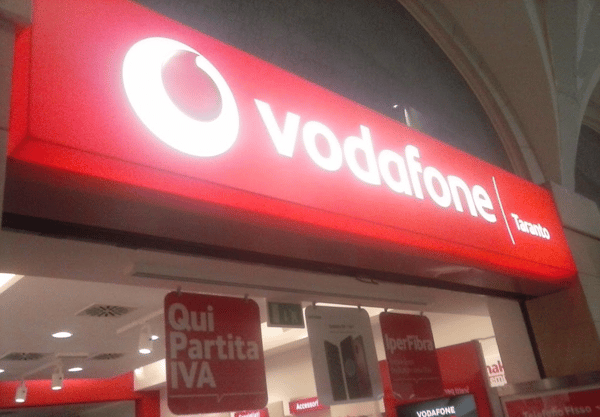 vodafone
Taranto
Qui
Partita
IVA
IperFibra
Accessori
VODAFONE